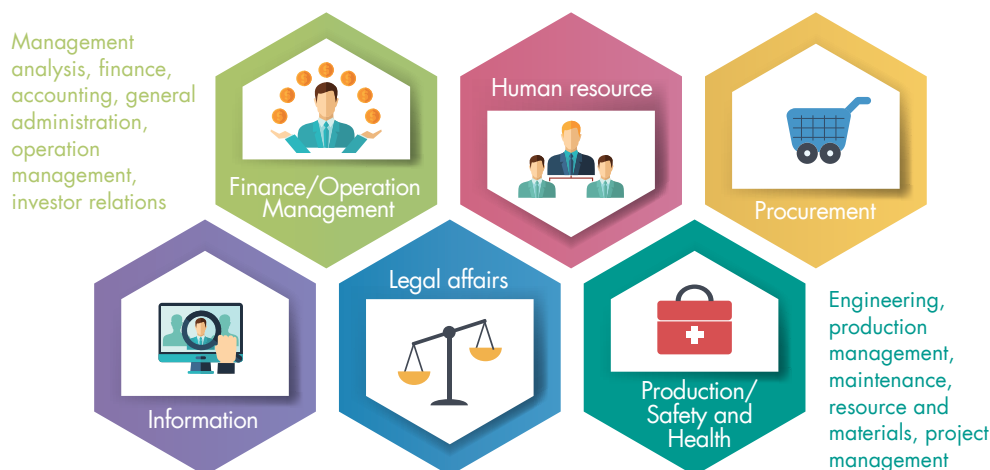 Management
analysis, finance,
accounting, general
administration,
operation
management,
investor relations
Finance/Operation
Management
Human resource
Procurement
Information
Legal affairs
Production/
Safety and
Health
Engineering,
production
management,
maintenance,
resource and
materials, project
management